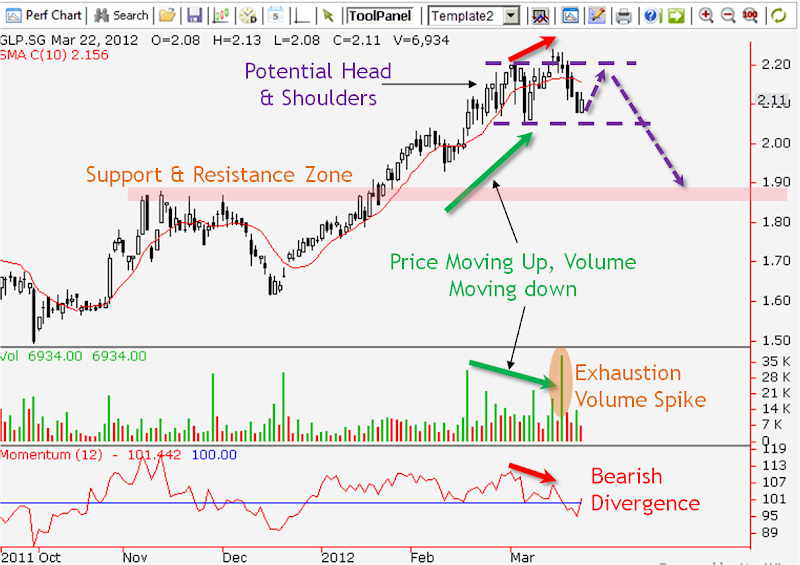 Perf Chart
Search
ToolPanel
Template2
GLP.SG Mar 22, 2012 O=2.08 H=2.13 L=2.08 C=2.11 V=6,934
SMA C(10) 2.156
Potential Head
& Shoulders
2.20
2.11
2.00
1.90
1.80
1.70
1.60
1.50
Support & Resistance Zone
Price Moving Up, Volume
Moving down
Vol 6934.00 6934.00
35 K
28 K
21 K
14 K
7 K
0
Exhaustion
Volume Spike
Momentum (12) - 101.442 100.00
119
113
107
101
95
89
Bearish
Divergence
2011 Oct Nov Dec 2012 Feb Mar